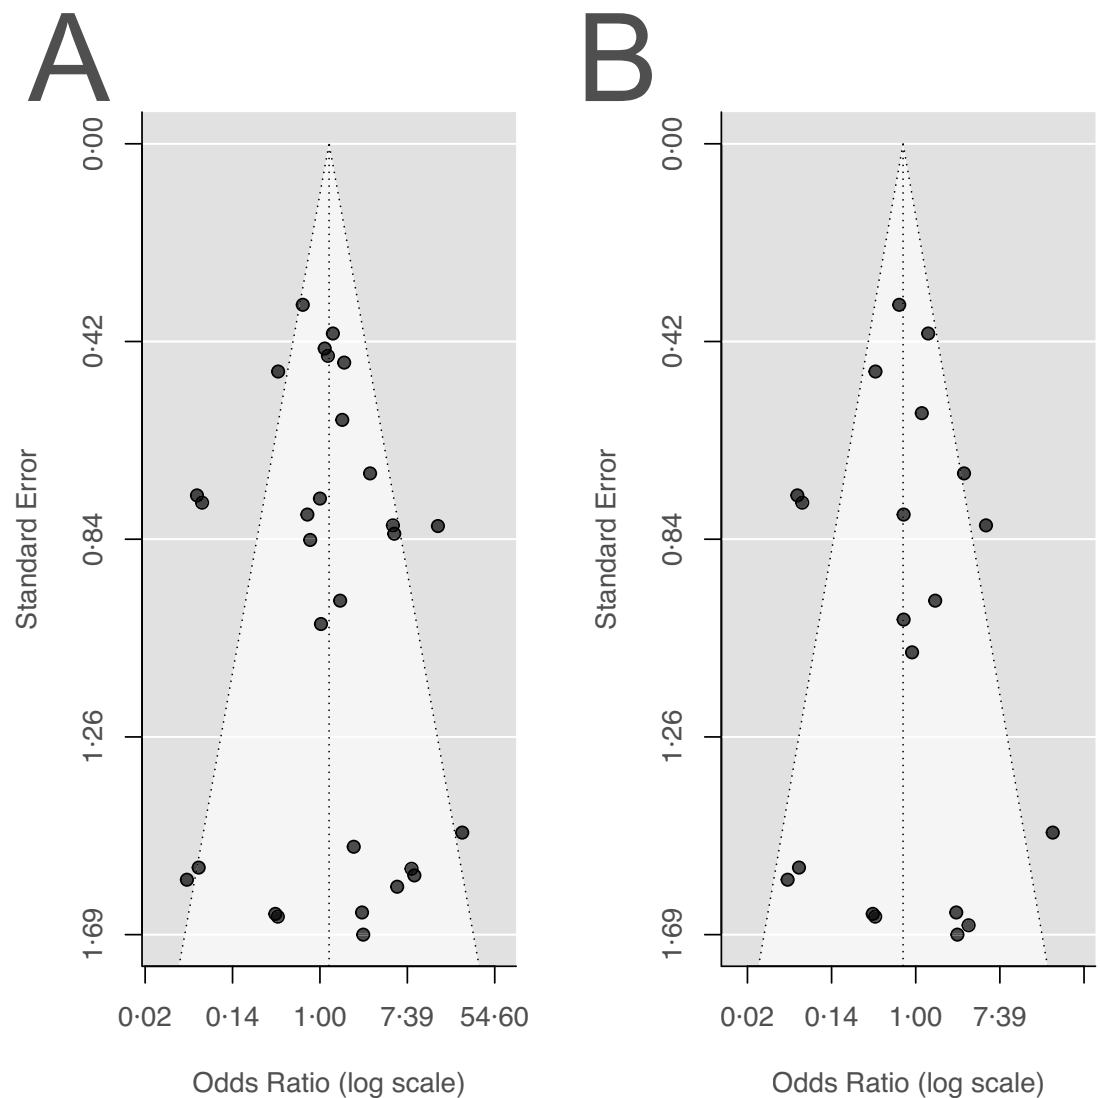 A
B
0·00
0·42
0·84
1·26
1·69
Standard Error
0·02 0·14 1·00 7·39 54·60
Odds Ratio (log scale)
0·00
0·42
0·84
1·26
1·69
Standard Error
0·02 0·14 1·00 7·39
Odds Ratio (log scale)